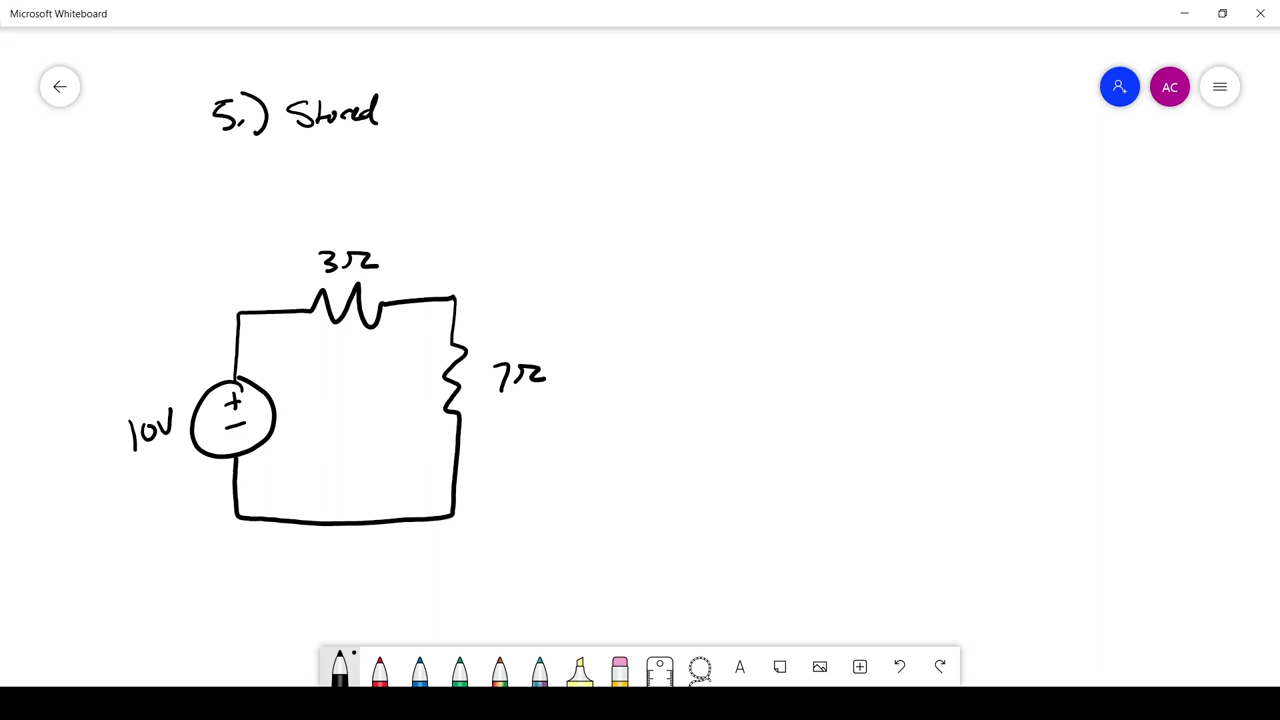 Microsoft Whiteboard
AC
5.) Stored
3Ω
7Ω
+
10V
−
A